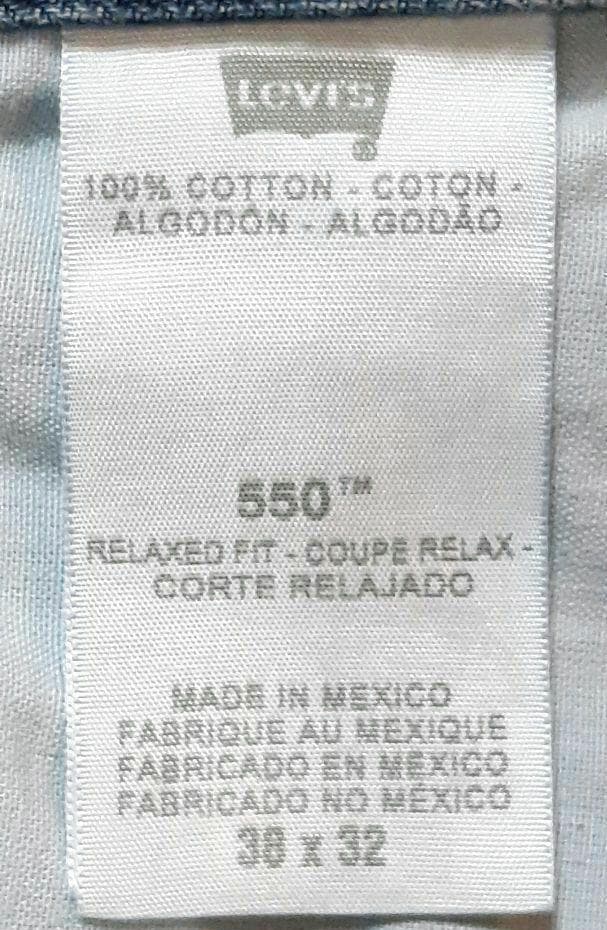 Levi's
®
100% COTTON - COTON -
ALGODÓN - ALGODÃO
550™
RELAXED FIT - COUPE RELAX -
CORTE RELAJADO
MADE IN MEXICO
FABRIQUE AU MEXIQUE
FABRICADO EN MÉXICO
FABRICADO NO MÉXICO
38 x 32